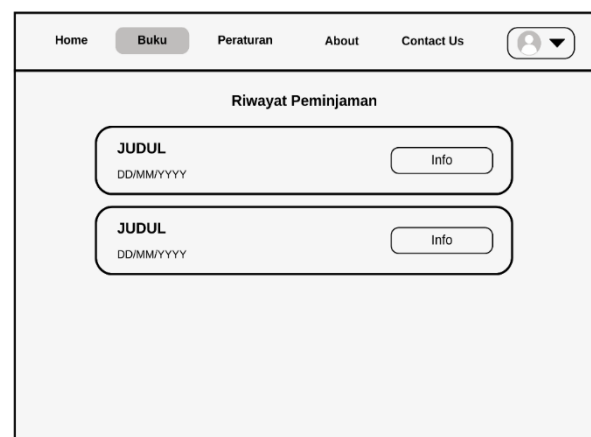 Home Buku Peraturan About Contact Us
Riwayat Peminjaman
JUDUL
DD/MM/YYYY
Info
JUDUL
DD/MM/YYYY
Info